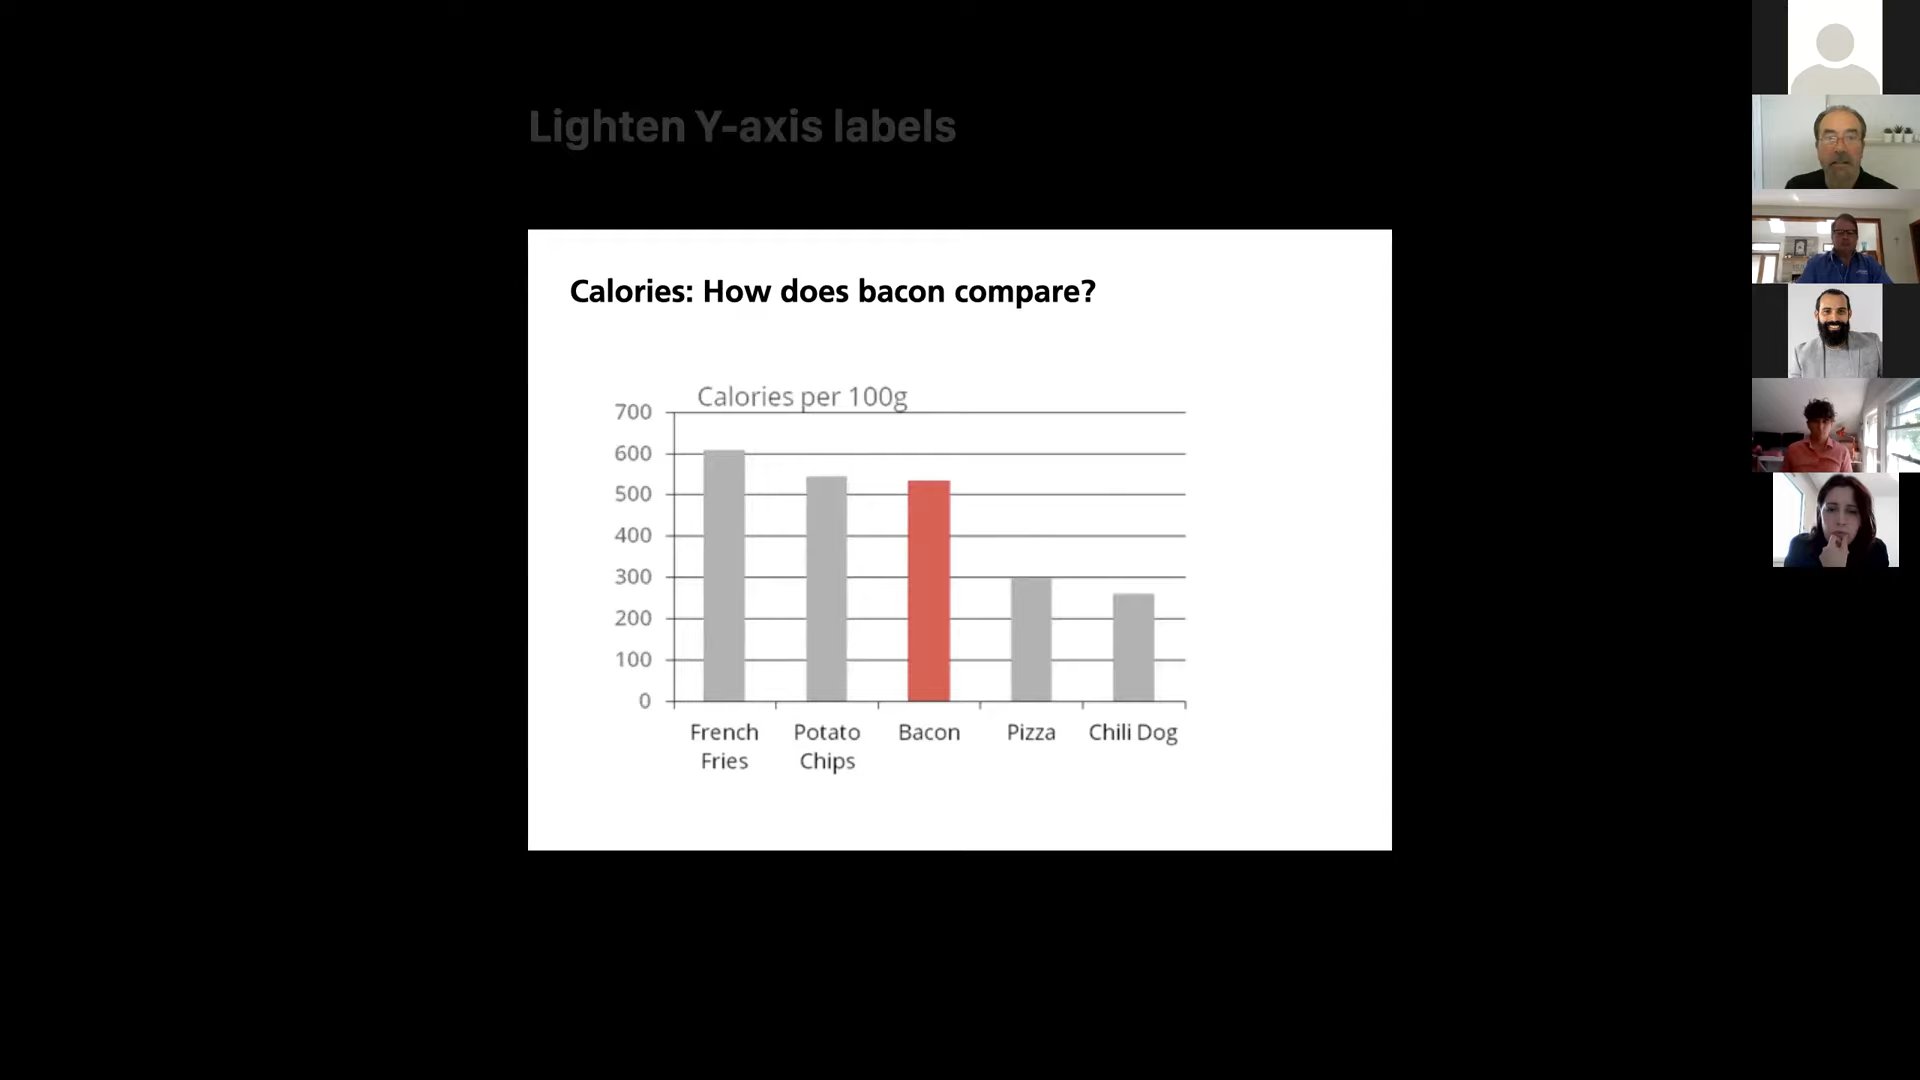 Lighten Y-axis labels
Calories: How does bacon compare?
Calories per 100g
700
600
500
400
300
200
100
0
French
Fries
Potato
Chips
Bacon
Pizza
Chili Dog